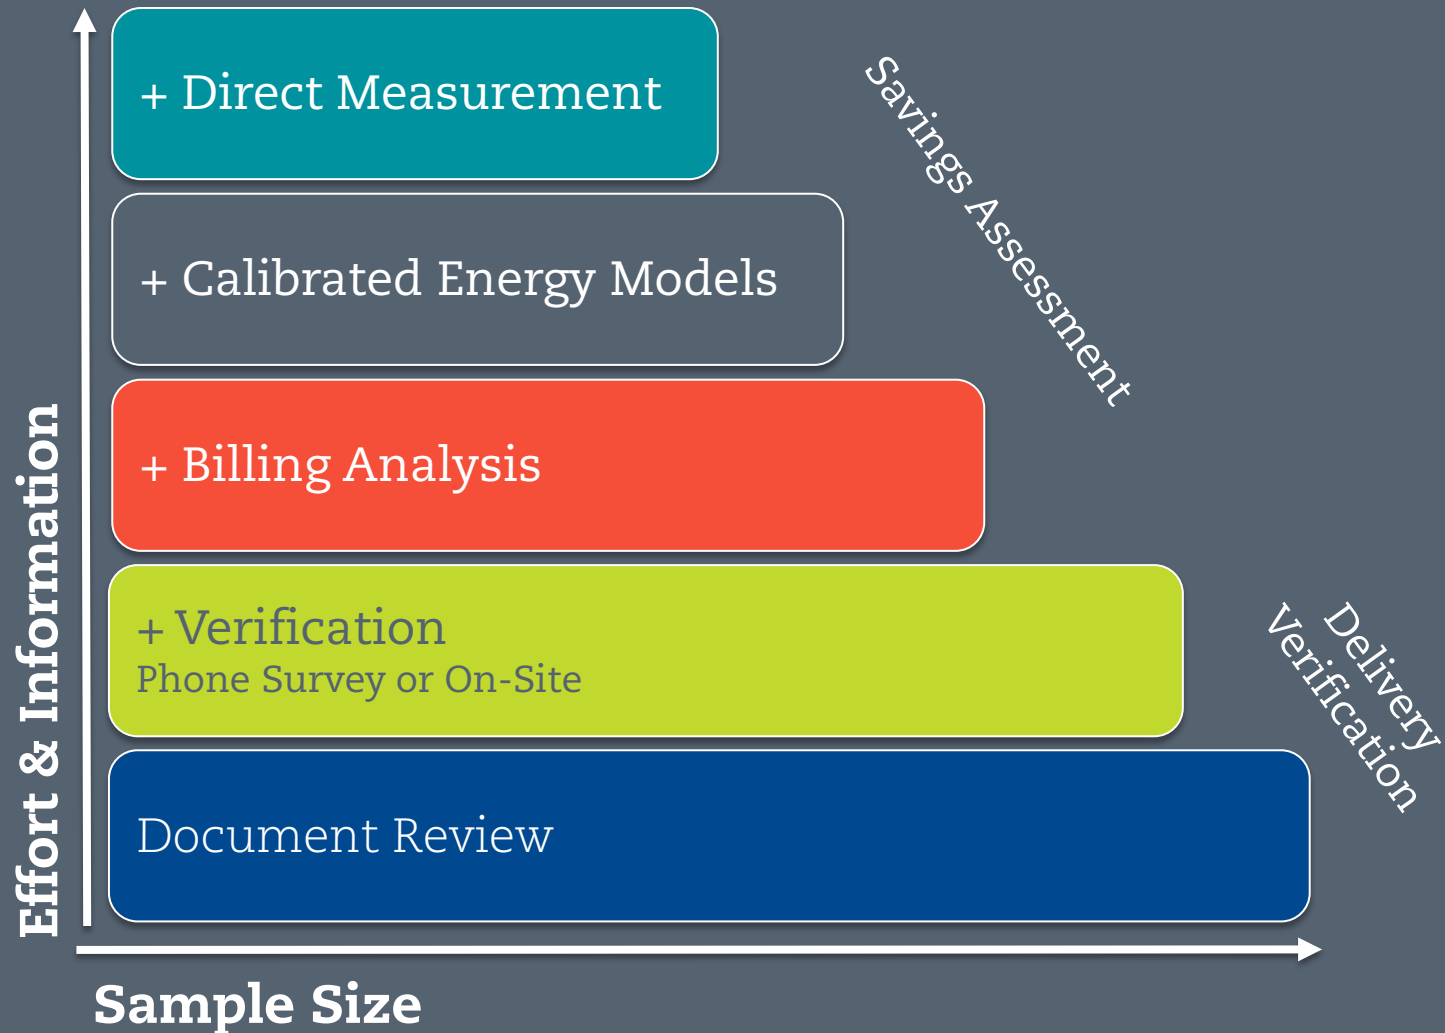 + Direct Measurement
+ Calibrated Energy Models
+ Billing Analysis
+ Verification
Phone Survey or On-Site
Document Review
Savings Assessment
Delivery
Verification
Effort & Information
Sample Size